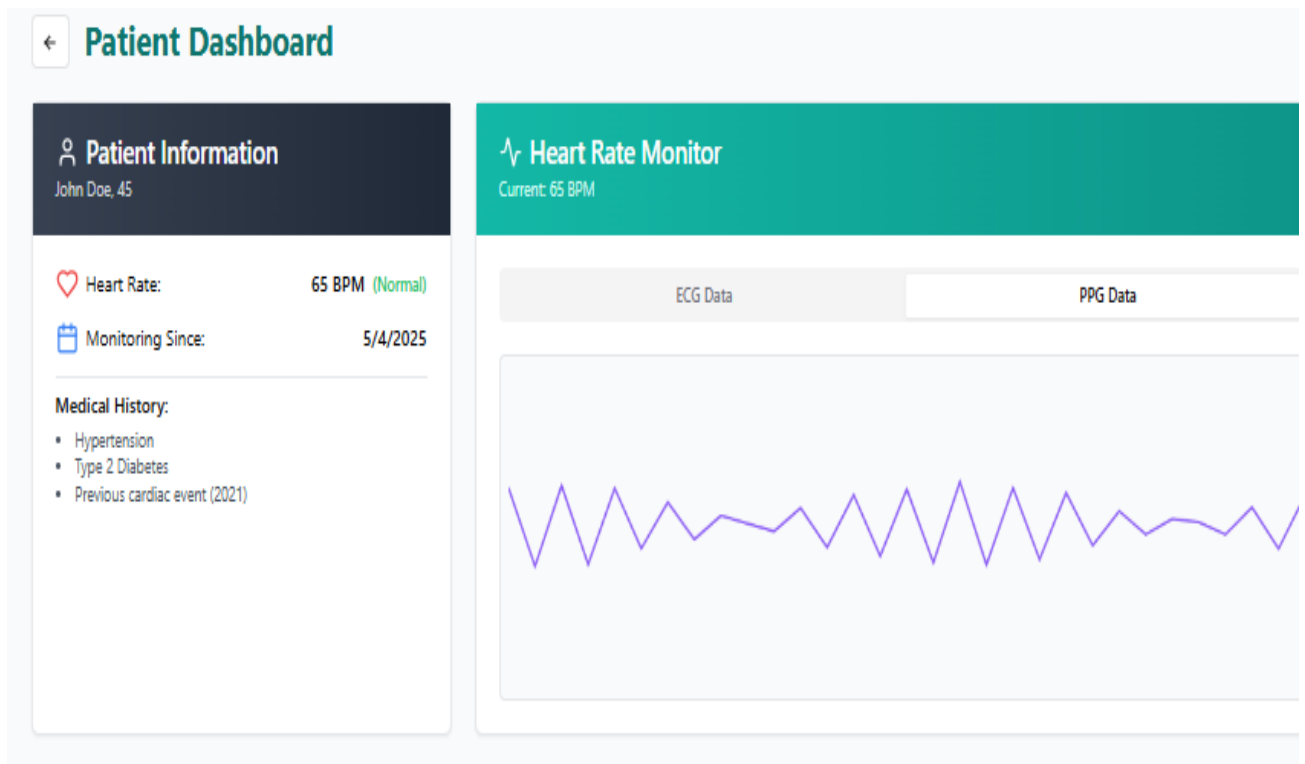 Patient Dashboard
Patient Information
John Doe, 45
Heart Rate: 65 BPM (Normal)
Monitoring Since: 5/4/2025
Medical History:
• Hypertension
• Type 2 Diabetes
• Previous cardiac event (2021)
Heart Rate Monitor
Current: 65 BPM
ECG Data PPG Data